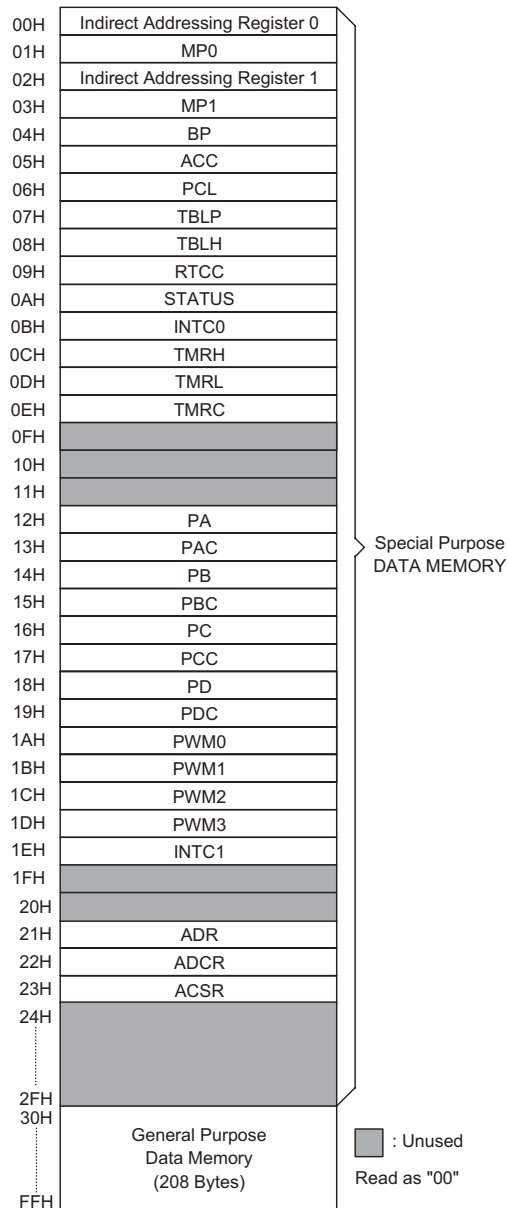 00H Indirect Addressing Register 0
01H MP0
02H Indirect Addressing Register 1
03H MP1
04H BP
05H ACC
06H PCL
07H TBLP
08H TBLH
09H RTCC
0AH STATUS
0BH INTC0
0CH TMRH
0DH TMRL
0EH TMRC
0FH
10H
11H
12H PA
13H PAC
14H PB
15H PBC
16H PC
17H PCC
18H PD
19H PDC
1AH PWM0
1BH PWM1
1CH PWM2
1DH PWM3
1EH INTC1
1FH
20H
21H ADR
22H ADCR
23H ACSR
24H
2FH
30H
FFH
General Purpose
Data Memory
(208 Bytes)
Special Purpose
DATA MEMORY
: Unused
Read as "00"